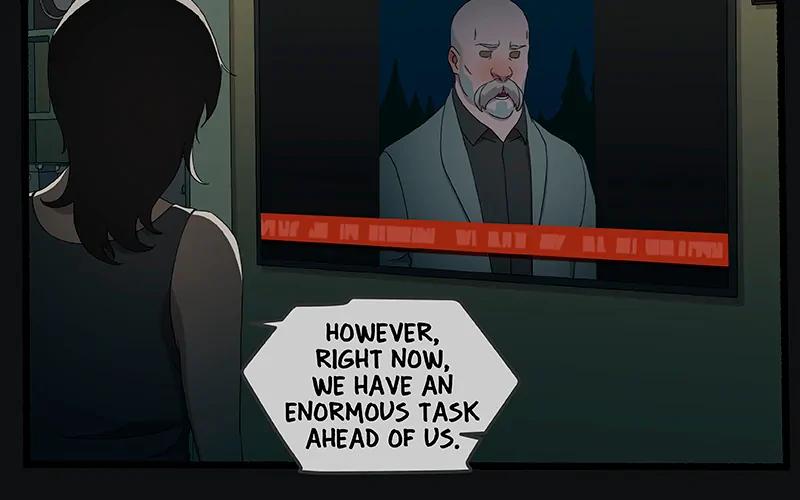 HOWEVER,
RIGHT NOW,
WE HAVE AN
ENORMOUS TASK
AHEAD OF US.